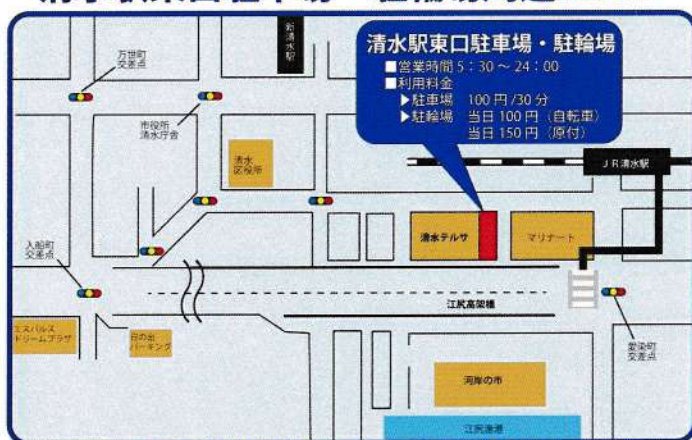 新清水駅
万世町
交差点
市役所
清水庁舎
清水
区役所
清水駅東口駐車場・駐輪場
■営業時間 5:30~24:00
■利用料金
▶駐車場 100円/30分
▶駐輪場 当日100円(自転車)
当日150円(原付)
JR清水駅
清水テルサ
マリナート
入船町
交差点
江尻高架橋
エスパルス
ドリームプラザ
日の出
パーキング
愛染町
交差点
河岸の市
江尻漁港